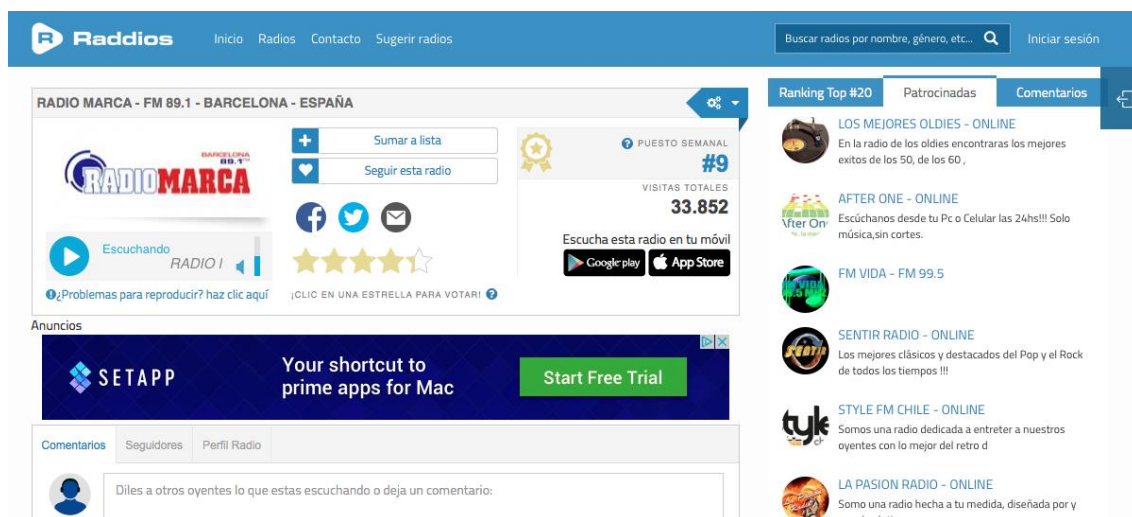 Raddios
Inicio Radios Contacto Sugerir radios
Buscar radios por nombre, género, etc...
Iniciar sesión
RADIO MARCA - FM 89.1 - BARCELONA - ESPAÑA
BARCELONA
89.1
RADIOMARCA
Escuchando
RADIO I
¿Problemas para reproducir? haz clic aquí
Sumar a lista
Seguir esta radio
¡CLIC EN UNA ESTRELLA PARA VOTAR!
PUESTO SEMANAL
#9
VISITAS TOTALES
33.852
Escucha esta radio en tu móvil
Google play
App Store
Anuncios
SETAPP
Your shortcut to
prime apps for Mac
Start Free Trial
Comentarios Seguidores Perfil Radio
Diles a otros oyentes lo que estas escuchando o deja un comentario:
Ranking Top #20 Patrocinadas Comentarios
LOS MEJORES OLDIES - ONLINE
En la radio de los oldies encontraras los mejores
exitos de los 50, de los 60 ,
After On
AFTER ONE - ONLINE
Escúchanos desde tu Pc o Celular las 24hs!!! Solo
música,sin cortes.
FM VIDA - FM 99.5
SENTIR
SENTIR RADIO - ONLINE
Los mejores clásicos y destacados del Pop y el Rock
de todos los tiempos !!!
STYLE FM CHILE - ONLINE
Somos una radio dedicada a entreter a nuestros
oyentes con lo mejor del retro d
LA PASION RADIO - ONLINE
Somo una radio hecha a tu medida, diseñada por y